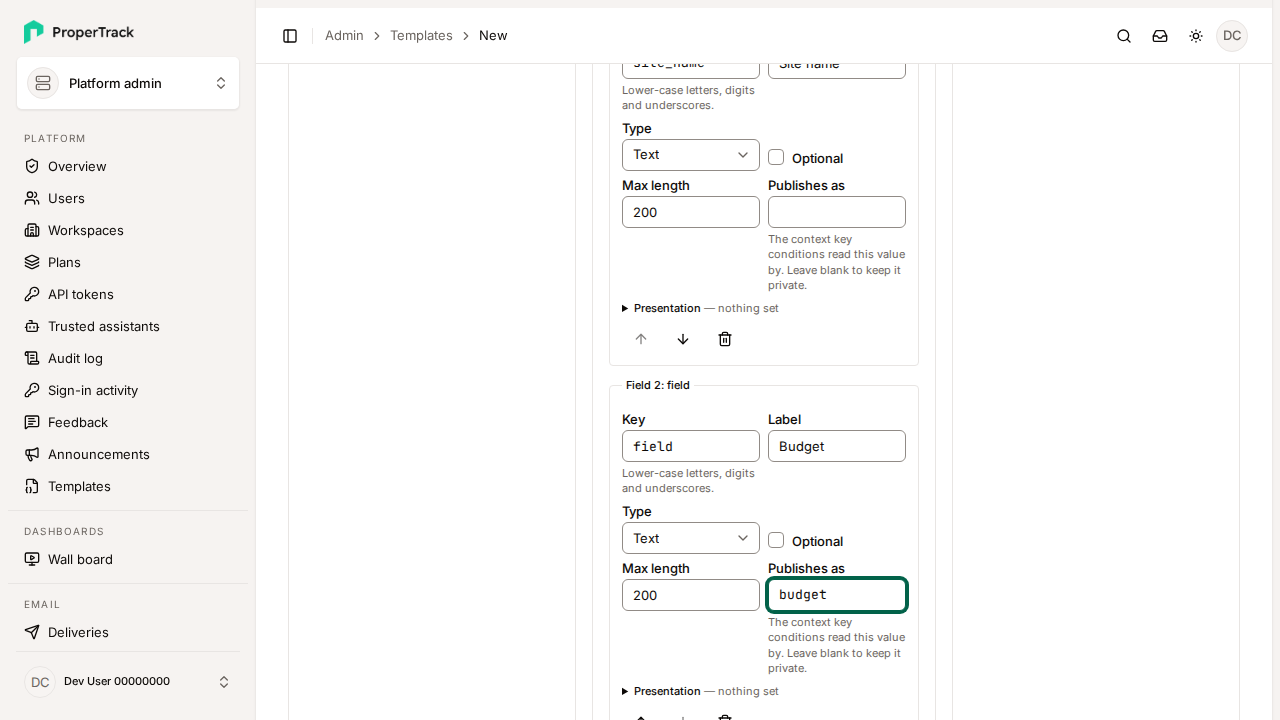 ProperTrack
Admin
Templates
New
DC
Platform admin
PLATFORM
Overview
Users
Workspaces
Plans
API tokens
Trusted assistants
Audit log
Sign-in activity
Feedback
Announcements
Templates
DASHBOARDS
Wall board
EMAIL
Deliveries
DC
Dev User 00000000
site_name
Site name
Lower-case letters, digits
and underscores.
Type
Text
Optional
Max length
Publishes as
200
The context key
conditions read this value
by. Leave blank to keep it
private.
Presentation — nothing set
Field 2: field
Key
Label
field
Budget
Lower-case letters, digits
and underscores.
Type
Text
Optional
Max length
Publishes as
200
budget
The context key
conditions read this value
by. Leave blank to keep it
private.
Presentation — nothing set